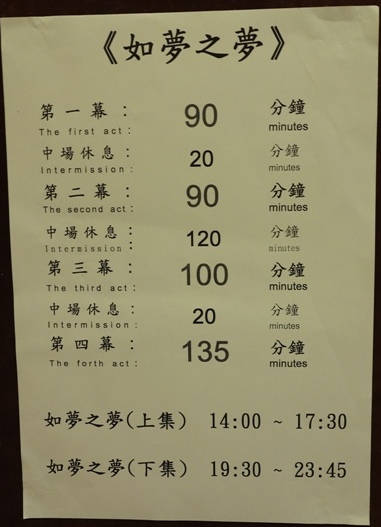 《如夢之夢》
第一幕： 90 分鐘
The first act: minutes
中場休息： 20 分鐘
Intermission: minutes
第二幕： 90 分鐘
The second act: minutes
中場休息： 120 分鐘
Intermission: minutes
第三幕： 100 分鐘
The third act: minutes
中場休息： 20 分鐘
Intermission: minutes
第四幕： 135 分鐘
The forth act: minutes
如夢之夢(上集) 14:00 ~ 17:30
如夢之夢(下集) 19:30 ~ 23:45